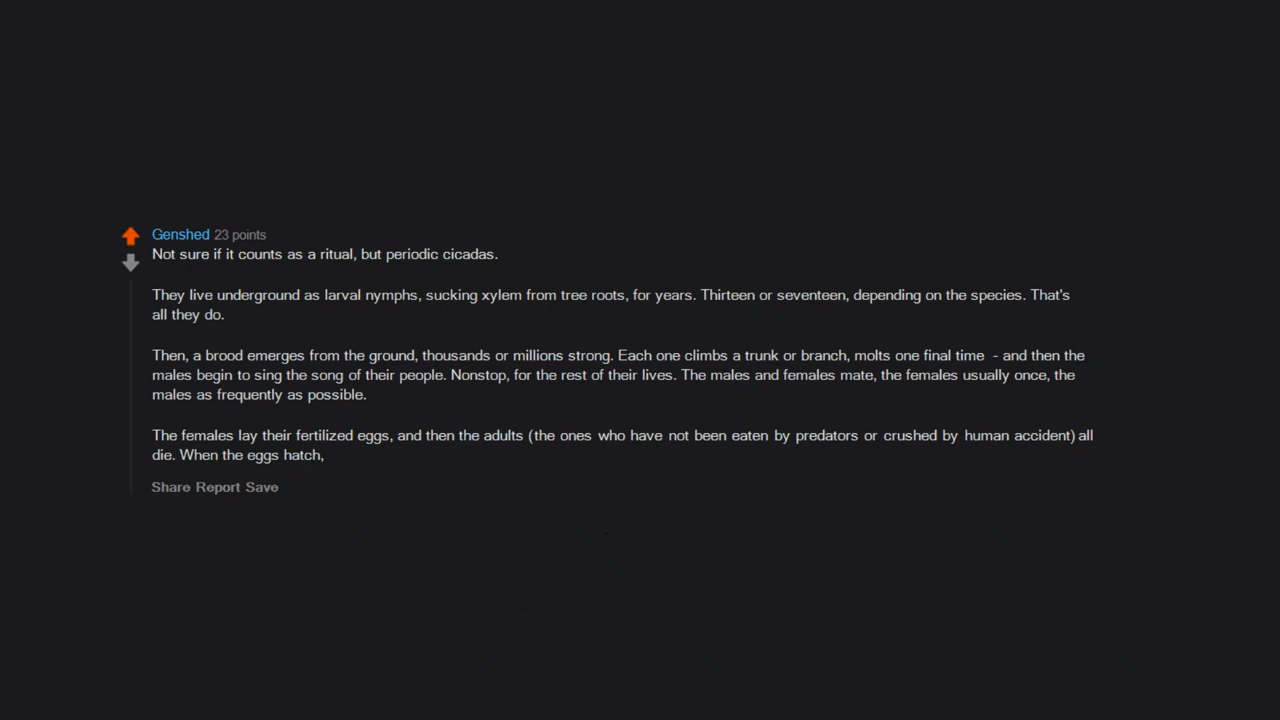 Genshed 23 points
Not sure if it counts as a ritual, but periodic cicadas.
They live underground as larval nymphs, sucking xylem from tree roots, for years. Thirteen or seventeen, depending on the species. That's
all they do.
Then, a brood emerges from the ground, thousands or millions strong. Each one climbs a trunk or branch, molts one final time - and then the
males begin to sing the song of their people. Nonstop, for the rest of their lives. The males and females mate, the females usually once, the
males as frequently as possible.
The females lay their fertilized eggs, and then the adults (the ones who have not been eaten by predators or crushed by human accident) all
die. When the eggs hatch,
Share Report Save